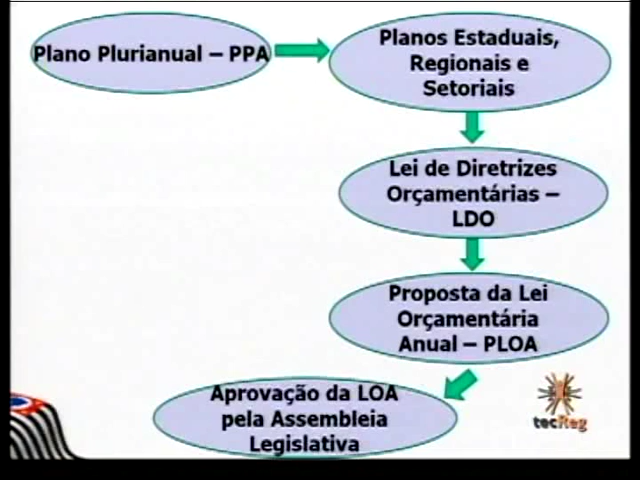 Plano Plurianual – PPA
Planos Estaduais,
Regionais e
Setoriais
Lei de Diretrizes
Orçamentárias –
LDO
Proposta da Lei
Orçamentária
Anual – PLOA
Aprovação da LOA
pela Assembleia
Legislativa
tecReg